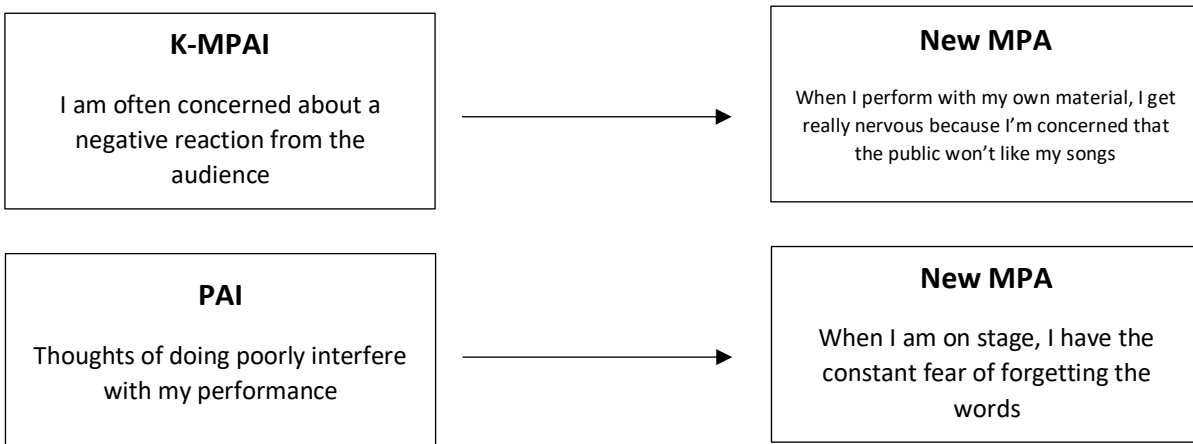 K-MPAI
I am often concerned about a
negative reaction from the
audience
New MPA
When I perform with my own material, I get
really nervous because I’m concerned that
the public won’t like my songs
PAI
Thoughts of doing poorly interfere
with my performance
New MPA
When I am on stage, I have the
constant fear of forgetting the
words